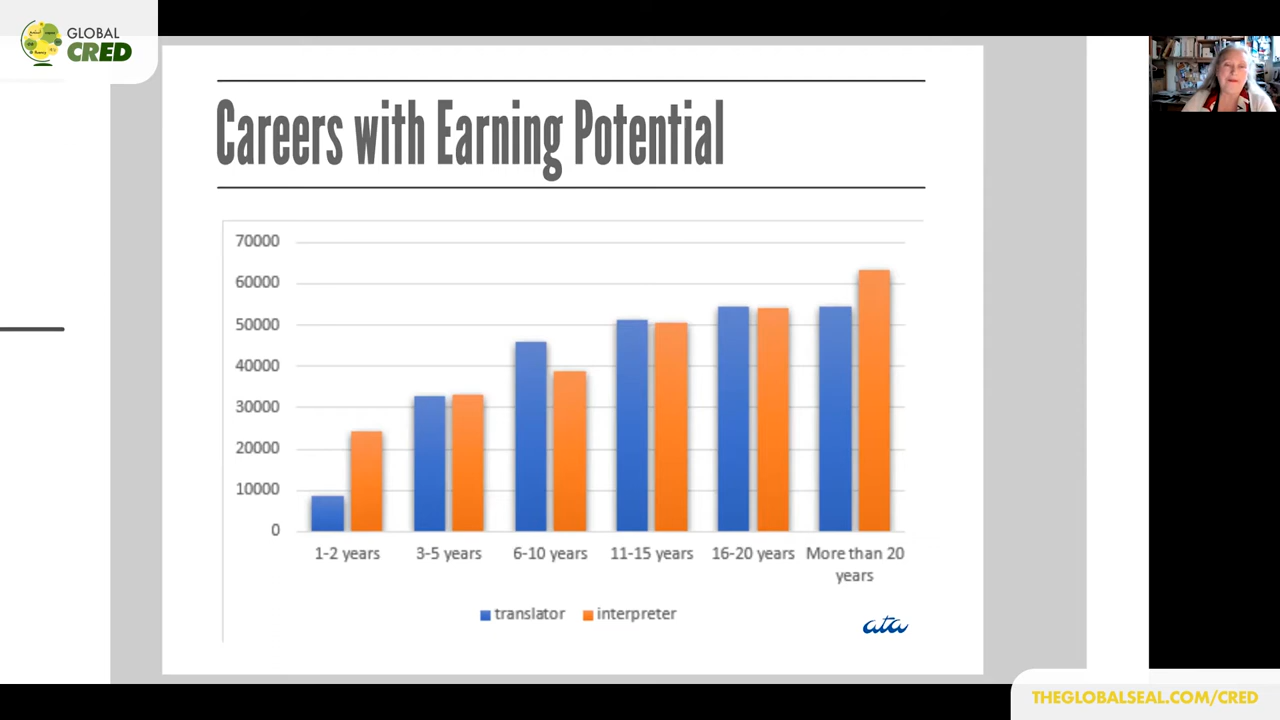 GLOBAL
CRED
Careers with Earning Potential
70000
60000
50000
40000
30000
20000
10000
0
1-2 years
3-5 years
6-10 years
11-15 years
16-20 years
More than 20
years
translator
interpreter
ata
THEGLOBALSEAL.COM/CRED